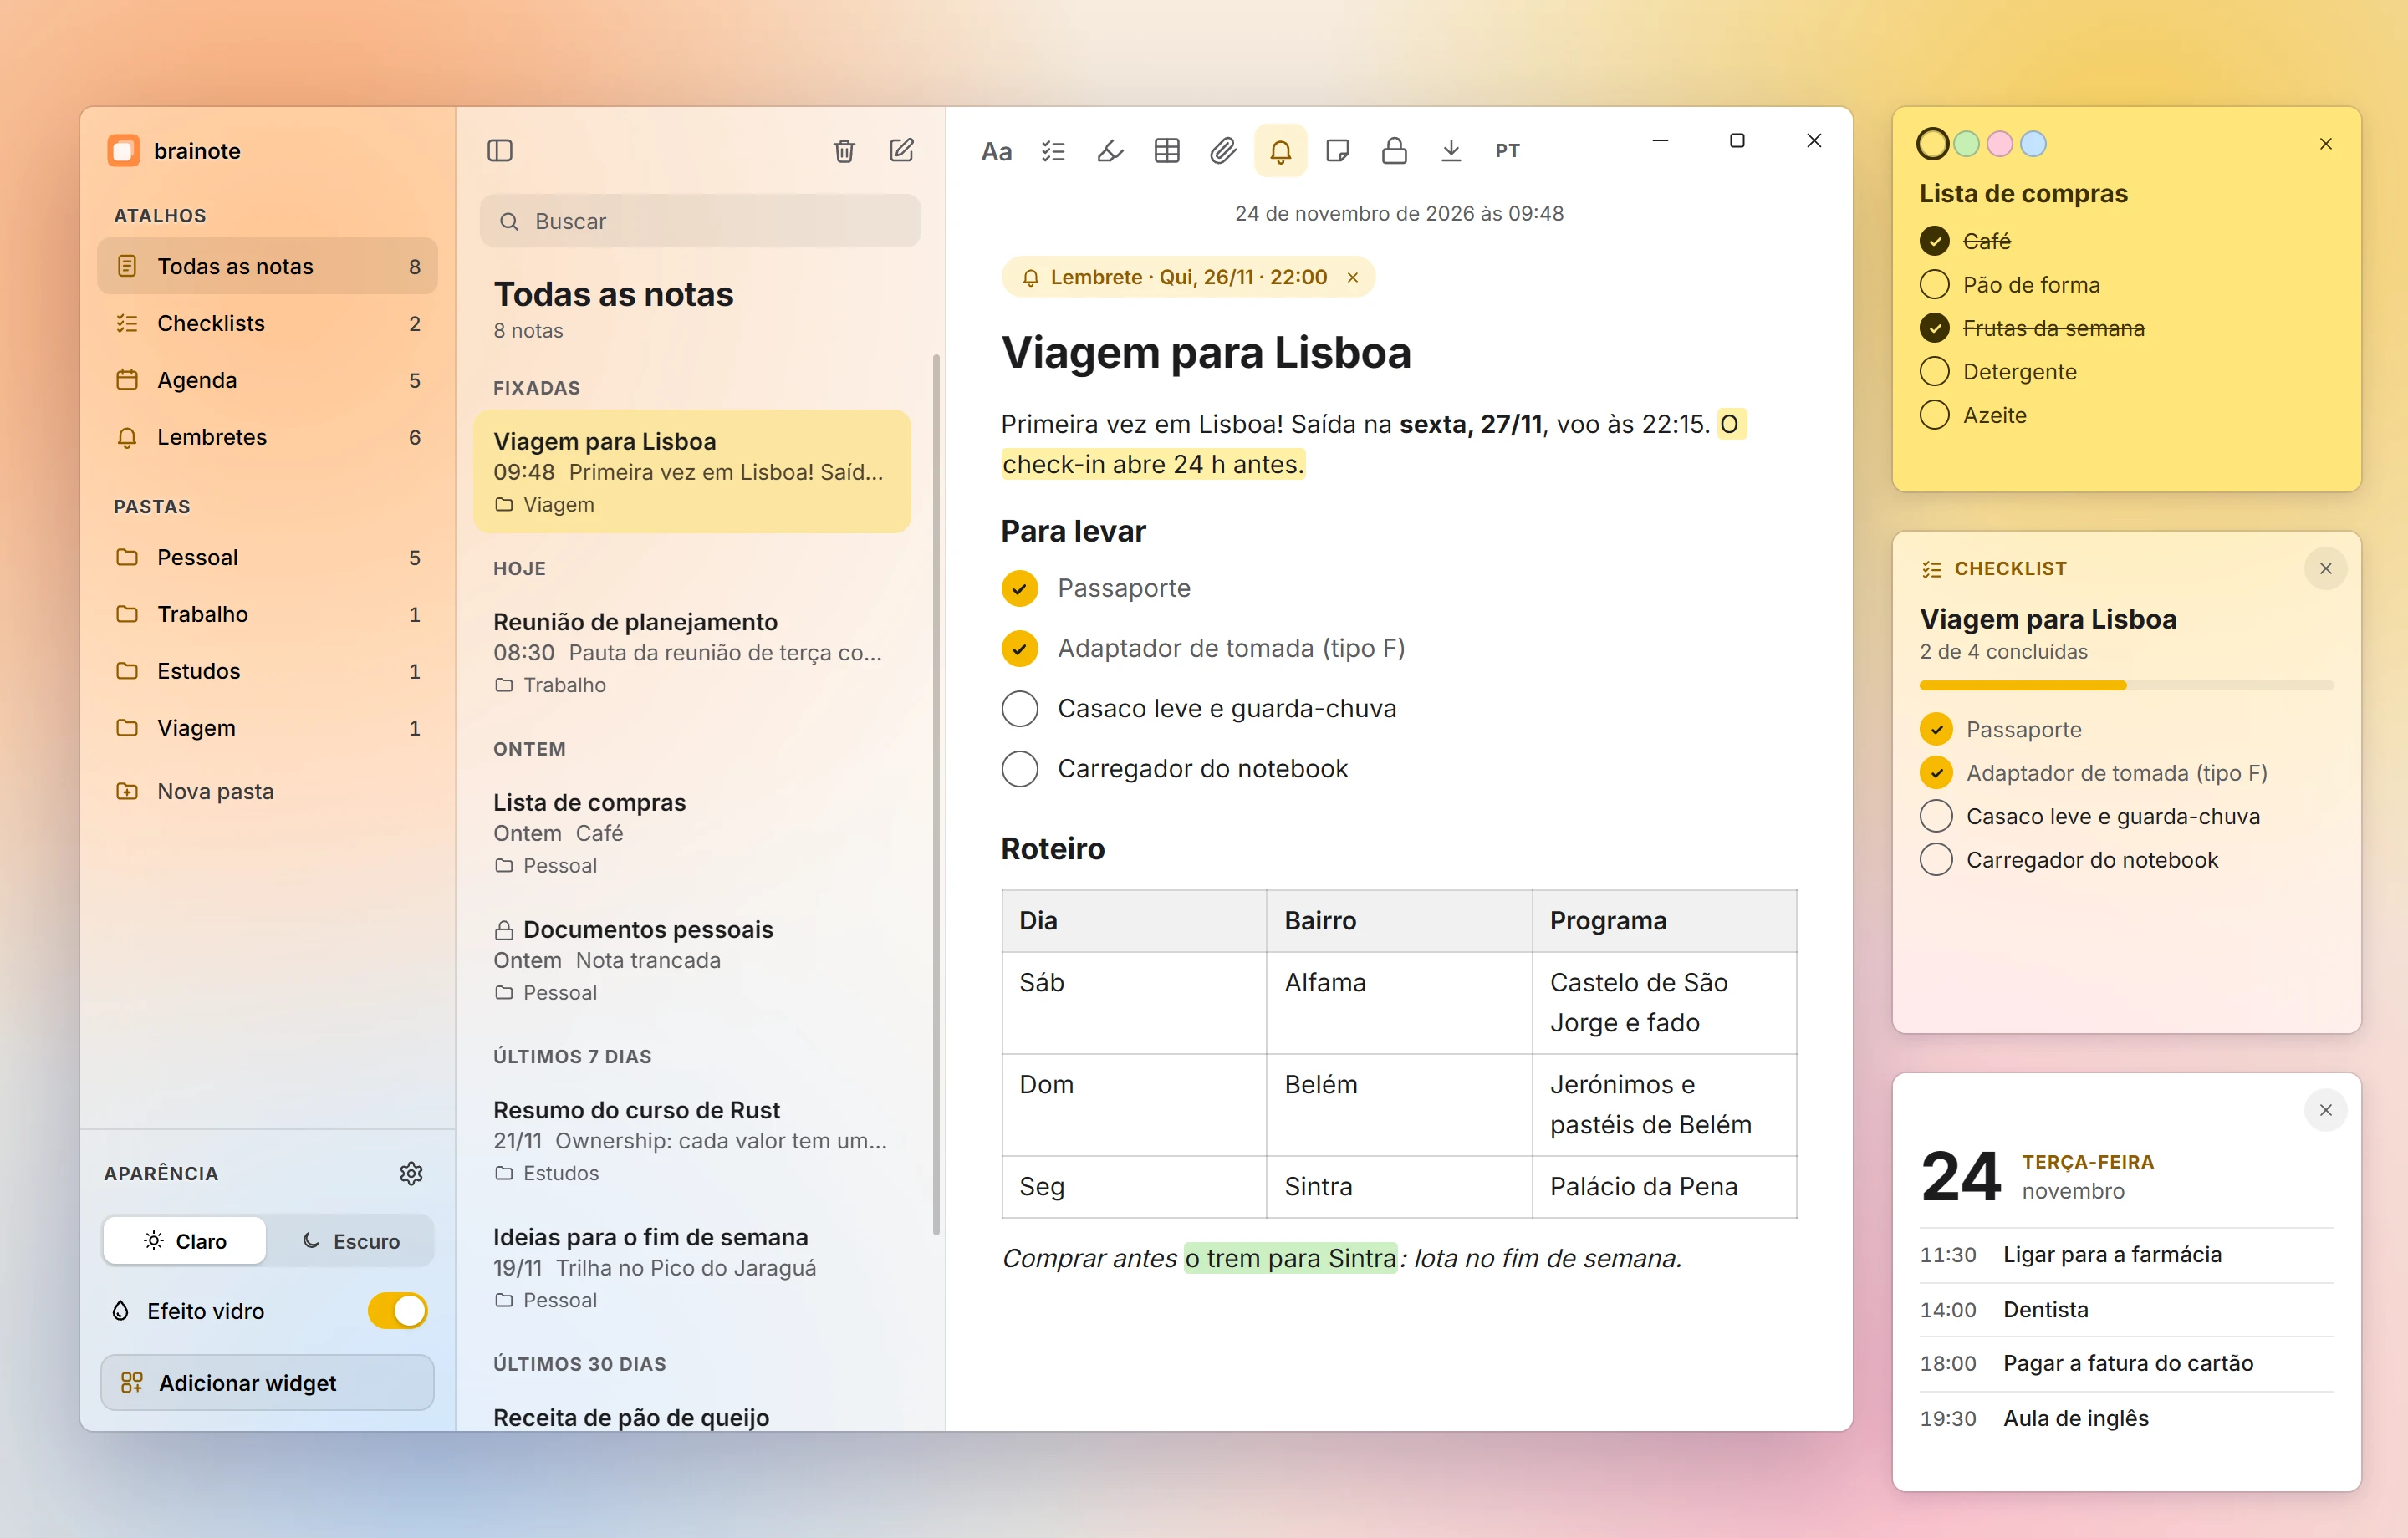 brainote
ATALHOS
Todas as notas 8
Checklists 2
Agenda 5
Lembretes 6
PASTAS
Pessoal 5
Trabalho 1
Estudos 1
Viagem 1
Nova pasta
APARÊNCIA
Claro Escuro
Efeito vidro
Adicionar widget
Buscar
Todas as notas
8 notas
FIXADAS
Viagem para Lisboa
09:48 Primeira vez em Lisboa! Saíd...
Viagem
HOJE
Reunião de planejamento
08:30 Pauta da reunião de terça co...
Trabalho
ONTEM
Lista de compras
Ontem Café
Pessoal
Documentos pessoais
Ontem Nota trancada
Pessoal
ÚLTIMOS 7 DIAS
Resumo do curso de Rust
21/11 Ownership: cada valor tem um...
Estudos
Ideias para o fim de semana
19/11 Trilha no Pico do Jaraguá
Pessoal
ÚLTIMOS 30 DIAS
Receita de pão de queijo
Aa PT
24 de novembro de 2026 às 09:48
Lembrete · Qui, 26/11 · 22:00
Viagem para Lisboa
Primeira vez em Lisboa! Saída na sexta, 27/11, voo às 22:15. O
check-in abre 24 h antes.
Para levar
Passaporte
Adaptador de tomada (tipo F)
Casaco leve e guarda-chuva
Carregador do notebook
Roteiro
Dia Bairro Programa
Sáb Alfama Castelo de São
Jorge e fado
Dom Belém Jerónimos e
pastéis de Belém
Seg Sintra Palácio da Pena
Comprar antes o trem para Sintra: lota no fim de semana.
Lista de compras
Café
Pão de forma
Frutas da semana
Detergente
Azeite
CHECKLIST
Viagem para Lisboa
2 de 4 concluídas
Passaporte
Adaptador de tomada (tipo F)
Casaco leve e guarda-chuva
Carregador do notebook
24 TERÇA-FEIRA
novembro
11:30 Ligar para a farmácia
14:00 Dentista
18:00 Pagar a fatura do cartão
19:30 Aula de inglês